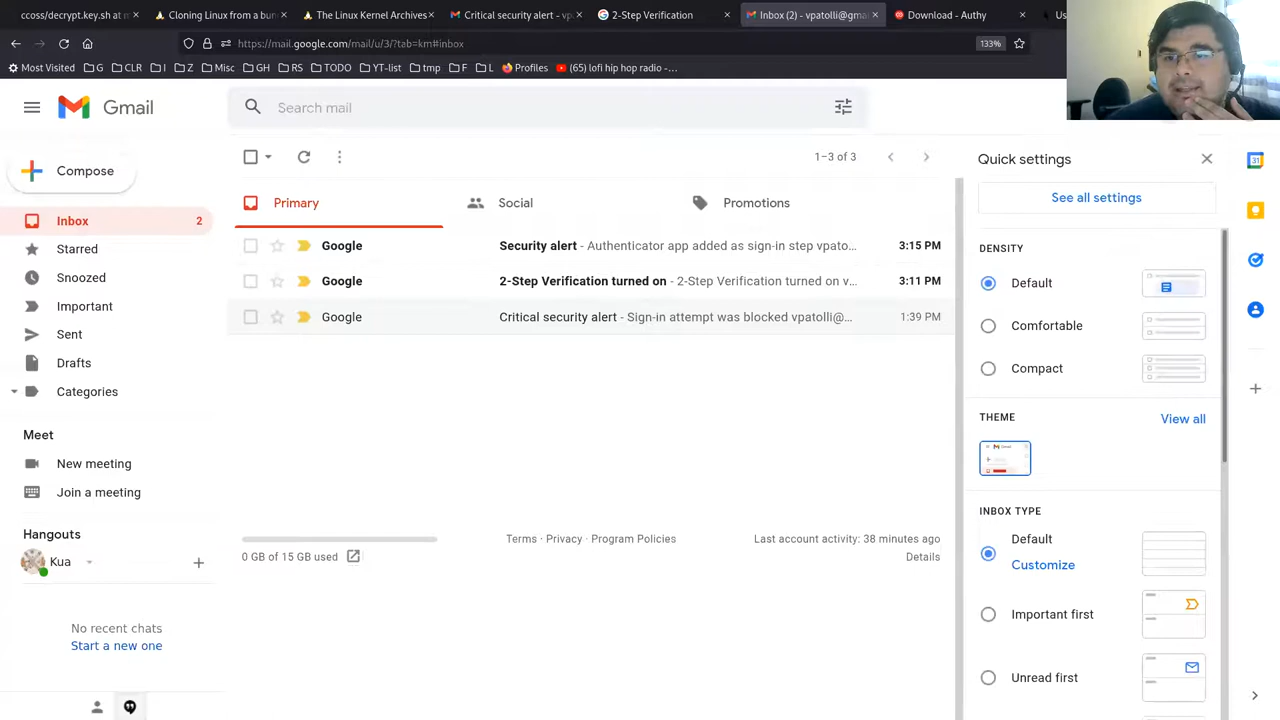 ccoss/decrypt.key.sh at m
Cloning Linux from a bun
The Linux Kernel Archives
Critical security alert - vp
2-Step Verification
Inbox (2) - vpatolli@gma
Download - Authy
Us
https://mail.google.com/mail/u/3/?tab=km#inbox
133%
Most Visited
G
CLR
I
Z
Misc
GH
RS
TODO
YT-list
tmp
F
L
Profiles
(65) lofi hip hop radio -…
Gmail
Search mail
Compose
1–3 of 3
Quick settings
See all settings
Inbox 2
Starred
Snoozed
Important
Sent
Drafts
Categories
Primary
Social
Promotions
Google Security alert - Authenticator app added as sign-in step vpato... 3:15 PM
Google 2-Step Verification turned on - 2-Step Verification turned on v... 3:11 PM
Google Critical security alert - Sign-in attempt was blocked vpatolli@... 1:39 PM
DENSITY
Default
Comfortable
Compact
THEME
View all
Gmail
INBOX TYPE
Default
Customize
Important first
Unread first
Meet
New meeting
Join a meeting
Hangouts
Kua
No recent chats
Start a new one
0 GB of 15 GB used
Terms · Privacy · Program Policies
Last account activity: 38 minutes ago
Details
31